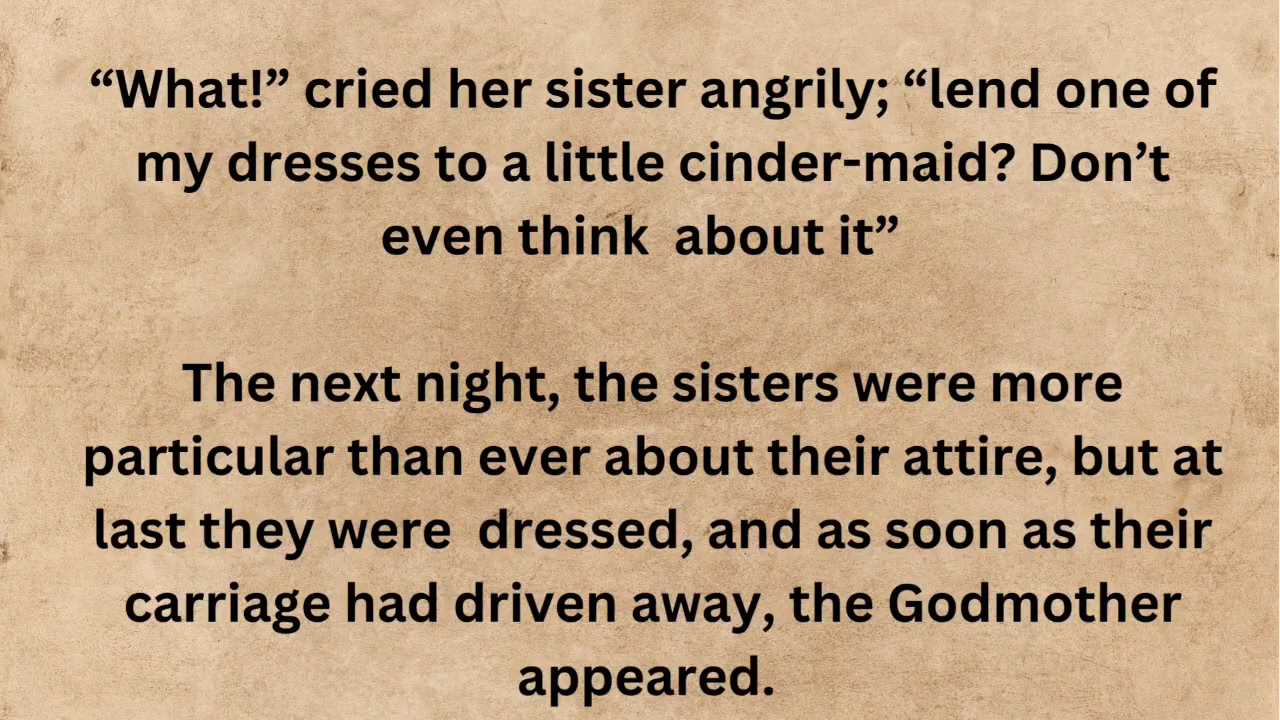 “What!” cried her sister angrily; “lend one of
my dresses to a little cinder-maid? Don’t
even think  about it”
The next night, the sisters were more
particular than ever about their attire, but at
last they were  dressed, and as soon as their
carriage had driven away, the Godmother
appeared.